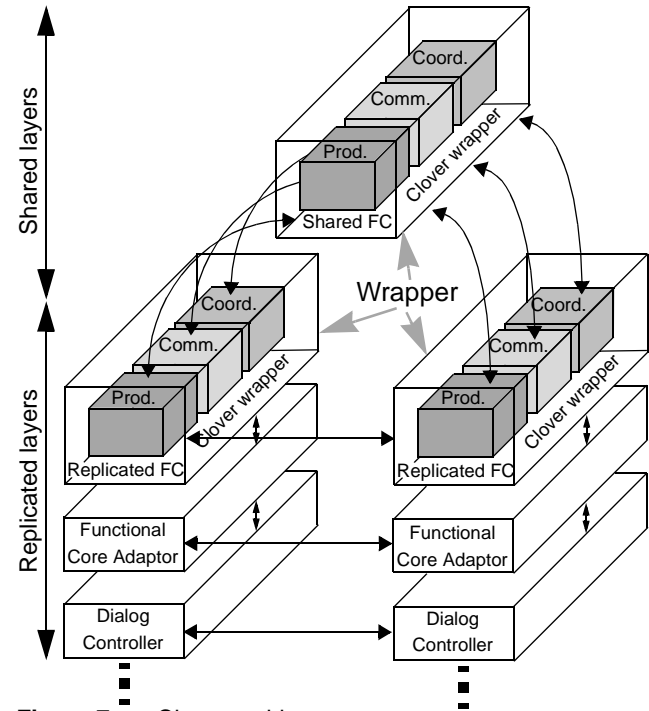 Shared layers
Coord.
Comm.
Prod.
Clover wrapper
Shared FC
Wrapper
Replicated layers
Coord.
Comm.
Prod.
Clover wrapper
Replicated FC
Coord.
Comm.
Prod.
Clover wrapper
Replicated FC
Functional
Core Adaptor
Functional
Core Adaptor
Dialog
Controller
Dialog
Controller